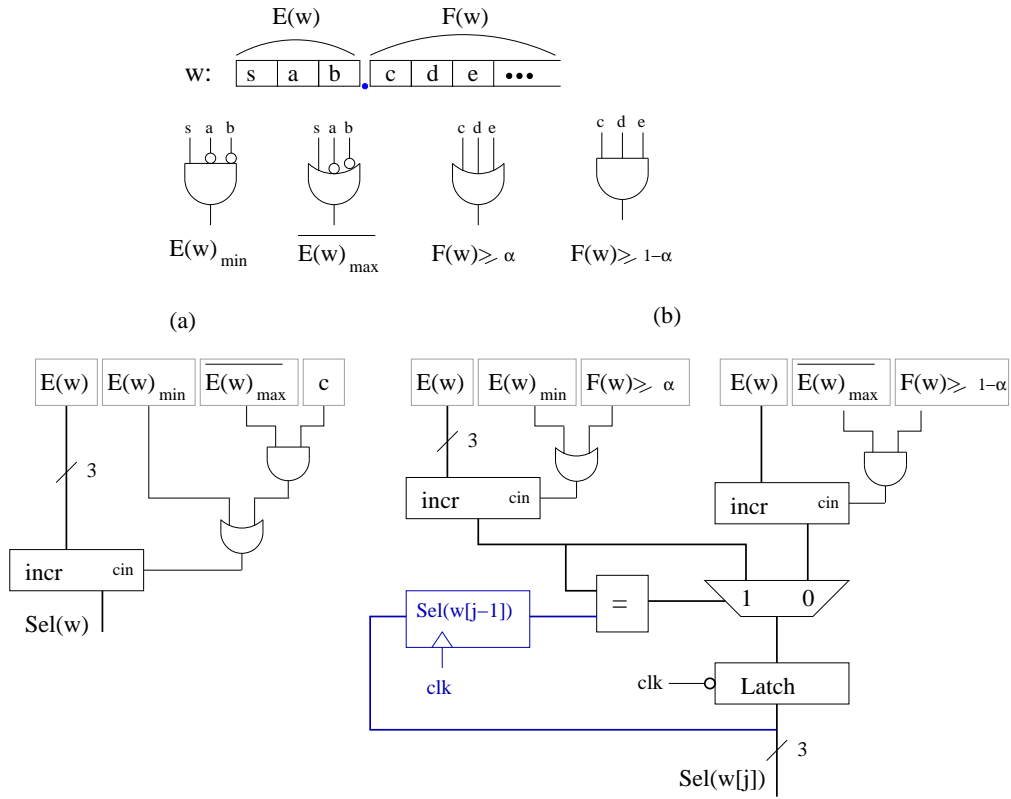 E(w) F(w)
w: s a b . c d e •••
s a b s a b c d e c d e
E(w) min E(w) max F(w)⩾ α F(w)⩾ 1−α
(a) (b)
E(w) E(w) min E(w) max c E(w) E(w) min F(w)⩾ α E(w) E(w) max F(w)⩾ 1−α
3 3
incr cin incr cin
incr cin
Sel(w[j−1]) = 1 0
Sel(w)
clk clk Latch
3
Sel(w[j])